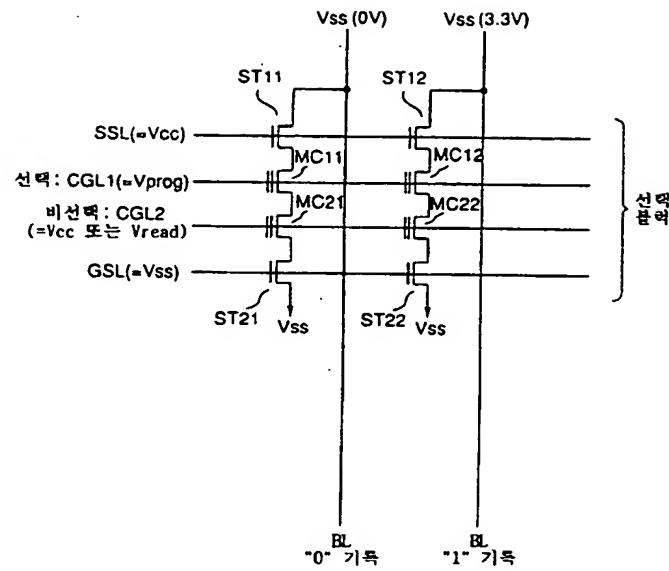 Vss(0V)
Vss(3.3V)
ST11
ST12
SSL(=Vcc)
MC11
MC12
선택: CGL1(=Vprog)
비선택: CGL2
(=Vcc 또는 Vread)
MC21
MC22
GSL(=Vss)
ST21
Vss
ST22
Vss
선택
블럭
BL
"0" 기록
BL
"1" 기록